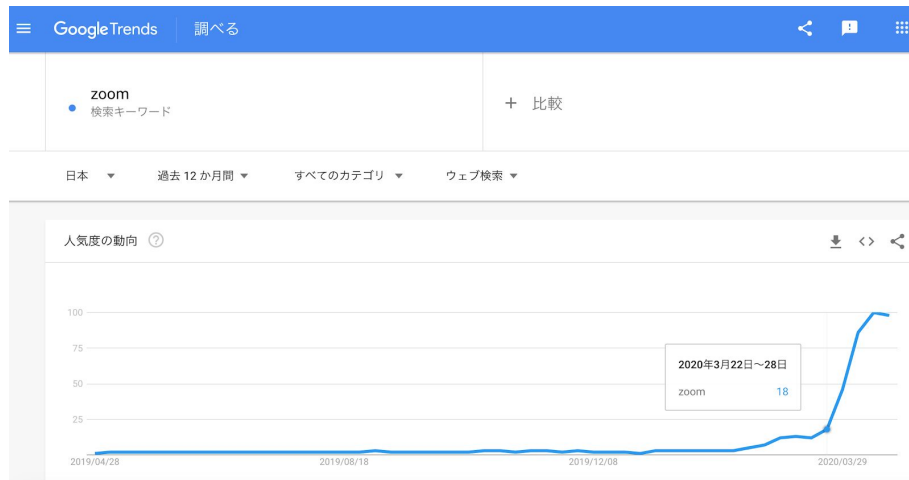 Google Trends 調べる
zoom
検索キーワード
+ 比較
日本
過去 12 か月間
すべてのカテゴリ
ウェブ検索
人気度の動向
100
75
50
25
2020年3月22日～28日
zoom 18
2019/04/28
2019/08/18
2019/12/08
2020/03/29